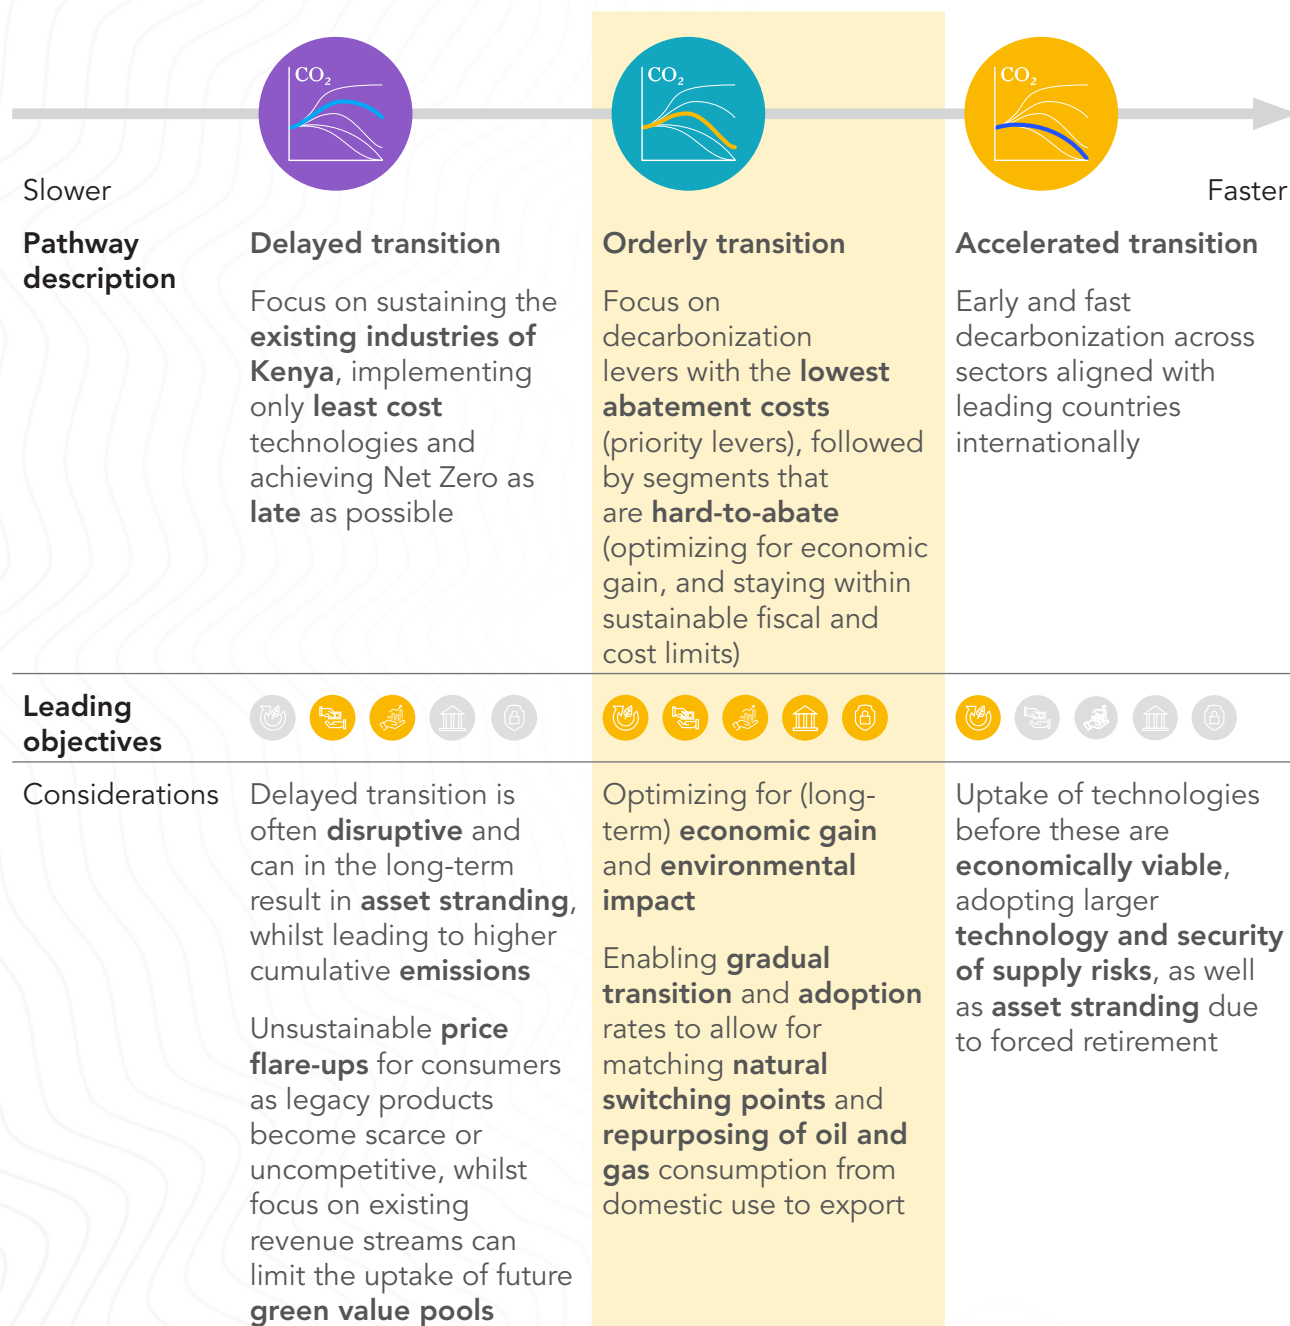 CO₂
CO₂
CO₂
Slower
Faster
Pathway
description
Delayed transition
Focus on sustaining the
existing industries of
Kenya, implementing
only least cost
technologies and
achieving Net Zero as
late as possible
Orderly transition
Focus on
decarbonization
levers with the lowest
abatement costs
(priority levers), followed
by segments that
are hard-to-abate
(optimizing for economic
gain, and staying within
sustainable fiscal and
cost limits)
Accelerated transition
Early and fast
decarbonization across
sectors aligned with
leading countries
internationally
Leading
objectives
Considerations
Delayed transition is
often disruptive and
can in the long-term
result in asset stranding,
whilst leading to higher
cumulative emissions
Unsustainable price
flare-ups for consumers
as legacy products
become scarce or
uncompetitive, whilst
focus on existing
revenue streams can
limit the uptake of future
green value pools
Optimizing for (long-
term) economic gain
and environmental
impact
Enabling gradual
transition and adoption
rates to allow for
matching natural
switching points and
repurposing of oil and
gas consumption from
domestic use to export
Uptake of technologies
before these are
economically viable,
adopting larger
technology and security
of supply risks, as well
as asset stranding due
to forced retirement